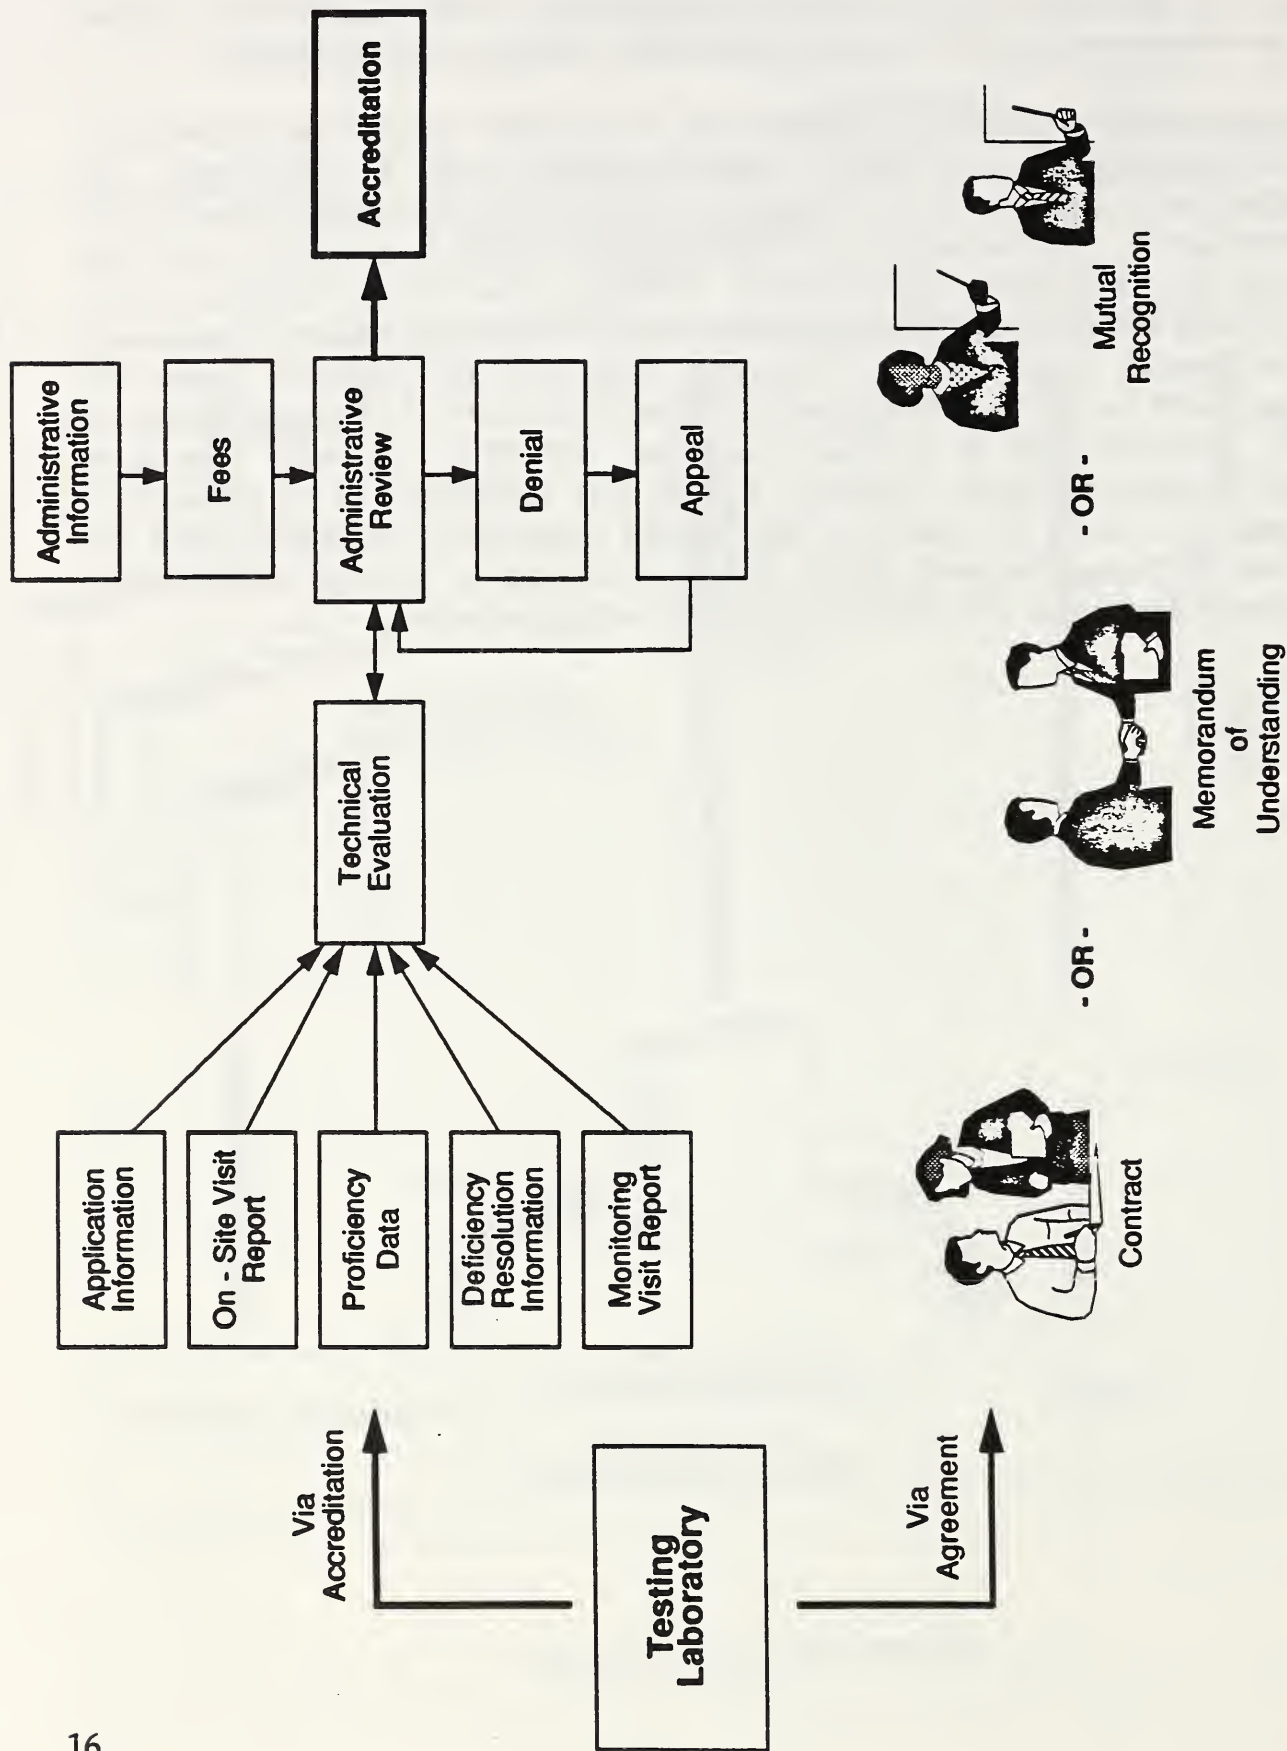 Testing
Laboratory
Via
Accreditation
Application
Information
On - Site Visit
Report
Proficiency
Data
Deficiency
Resolution
Information
Monitoring
Visit Report
Technical
Evaluation
Administrative
Information
Fees
Administrative
Review
Denial
Appeal
Accreditation
Via
Agreement
Contract
- OR -
Memorandum
of
Understanding
- OR -
Mutual
Recognition
16